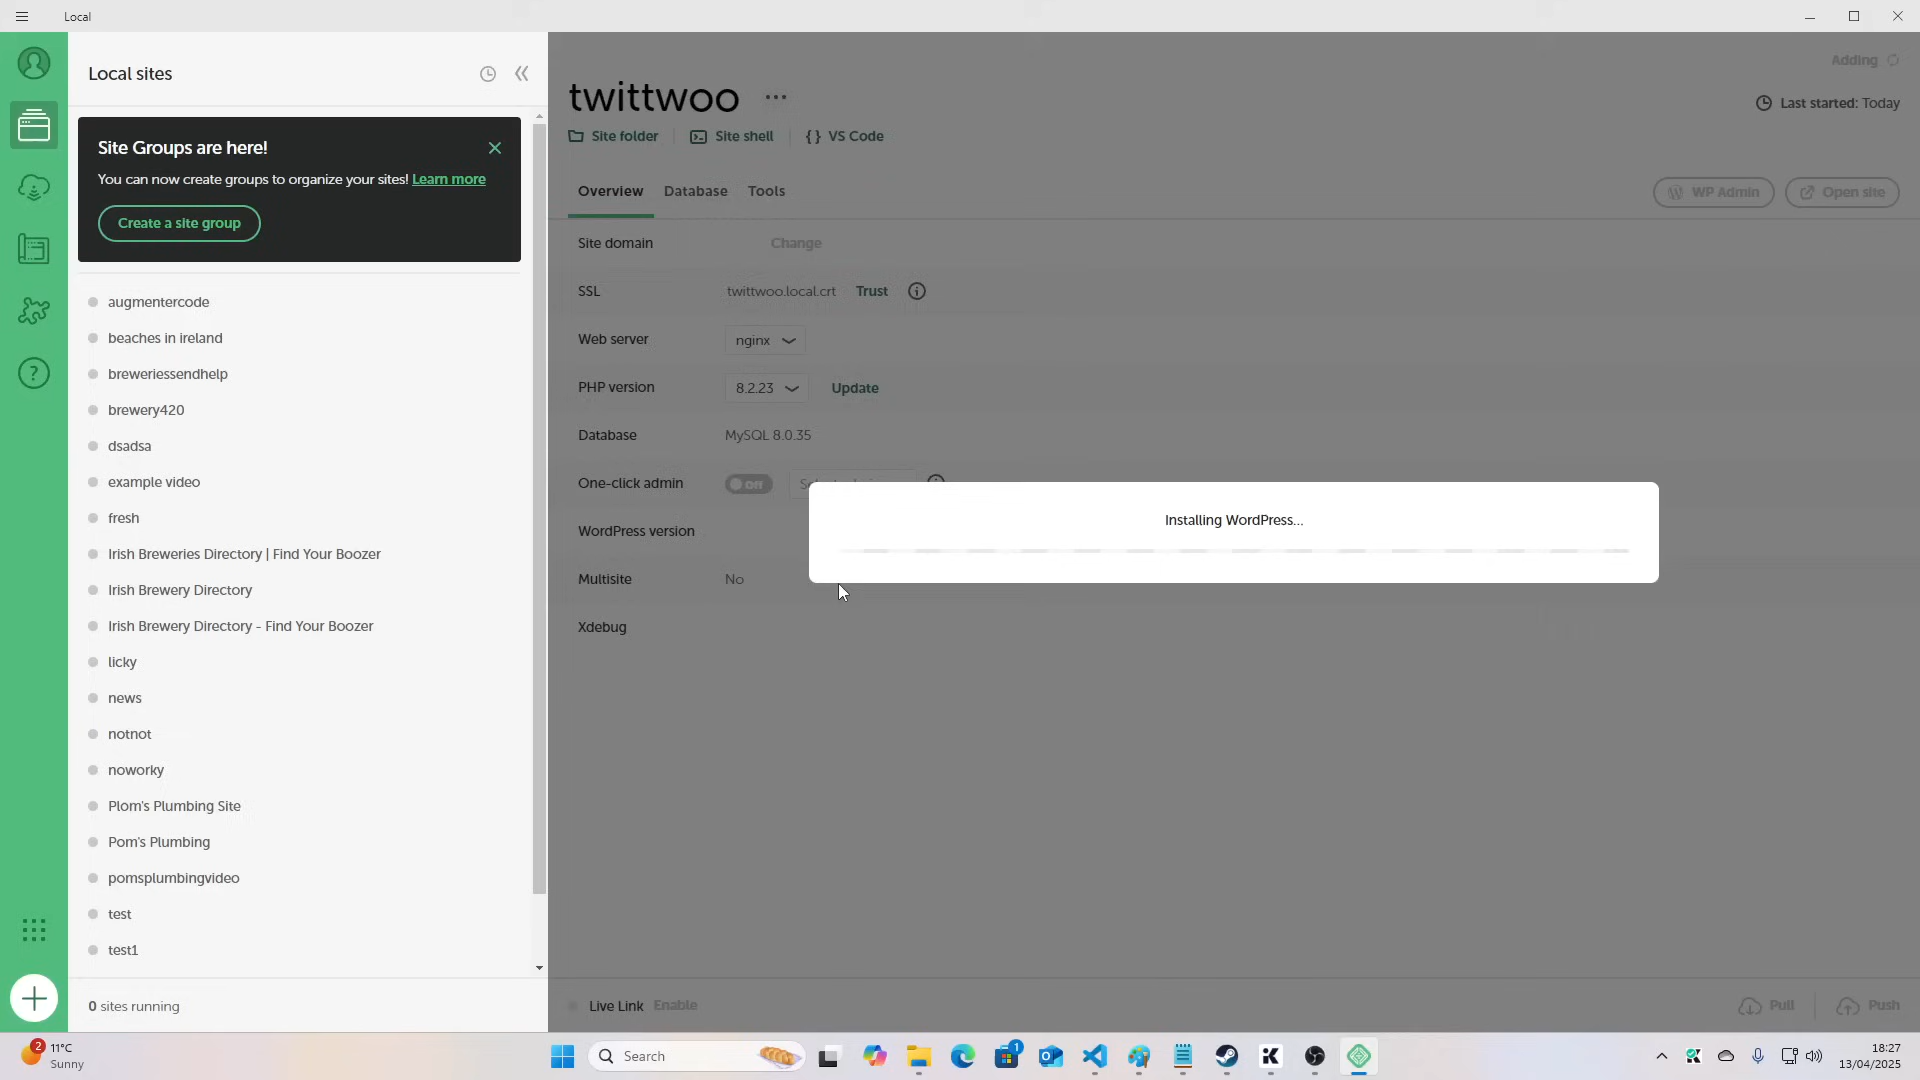 Local
Local sites
Site Groups are here!
You can now create groups to organize your sites! Learn more
Create a site group
augmentercode
beaches in ireland
breweriessendhelp
brewery420
dsadsa
example video
fresh
Irish Breweries Directory | Find Your Boozer
Irish Brewery Directory
Irish Brewery Directory - Find Your Boozer
licky
news
notnot
noworky
Plom's Plumbing Site
Pom's Plumbing
pomsplumbingvideo
test
test1
0 sites running
Adding
twittwoo
Last started: Today
Site folder
Site shell
VS Code
Overview
Database
Tools
WP Admin
Open site
Site domain
Change
SSL
twittwoo.local.crt
Trust
Web server
nginx
PHP version
8.2.23
Update
Database
MySQL 8.0.35
One-click admin
Off
WordPress version
Installing WordPress...
Multisite
No
Xdebug
Live Link
Enable
Pull
Push
2
11°C
Sunny
Search
1
18:27
13/04/2025